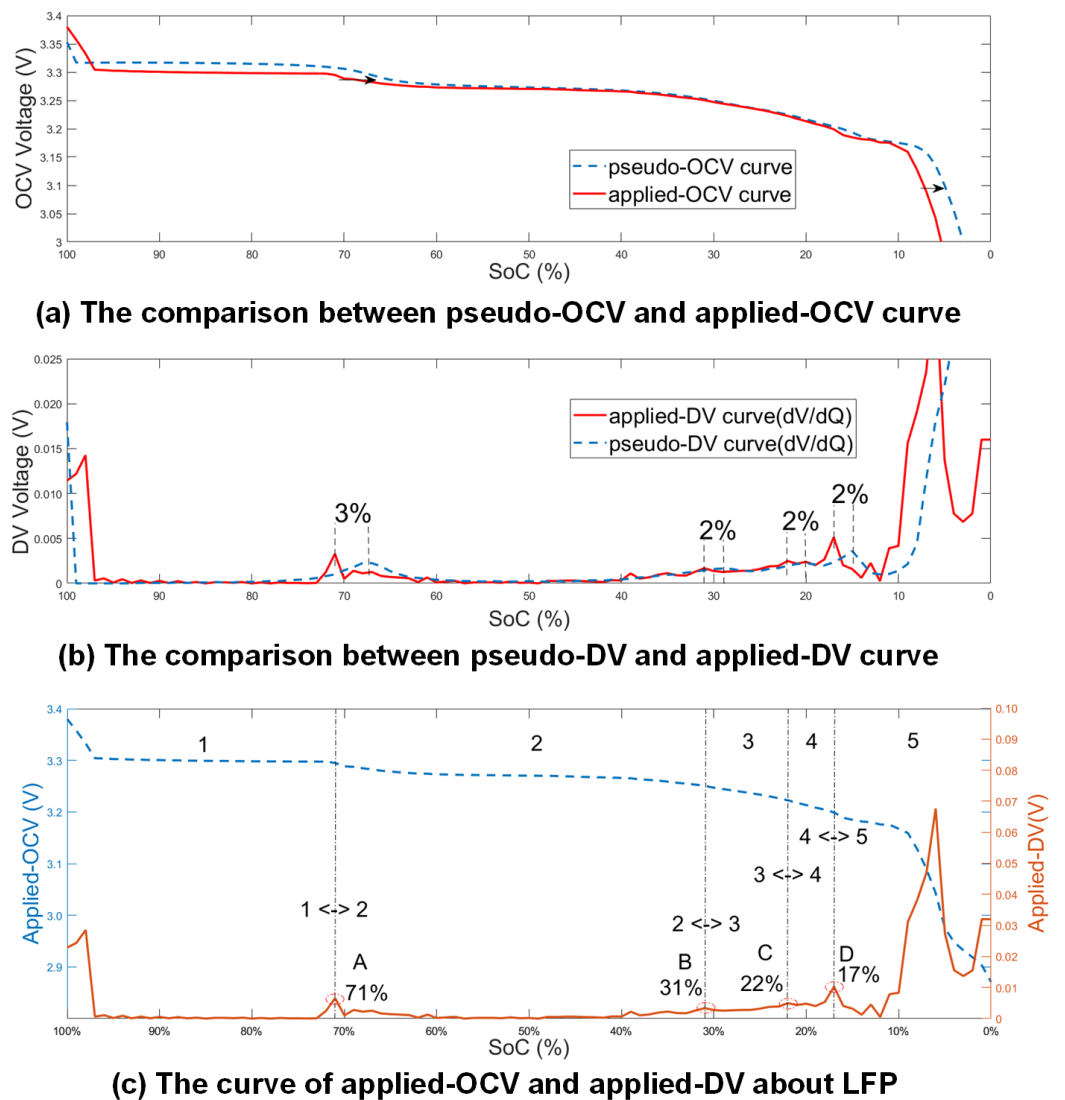 3.4
3.35
3.3
3.25
3.2
3.15
3.1
3.05
3
OCV Voltage (V)
pseudo-OCV curve
applied-OCV curve
100 90 80 70 60 50 40 30 20 10 0
SoC (%)
(a) The comparison between pseudo-OCV and applied-OCV curve
0.025
0.02
0.015
0.01
0.005
0
DV Voltage (V)
applied-DV curve(dV/dQ)
pseudo-DV curve(dV/dQ)
3% 2% 2% 2%
100 90 80 70 60 50 40 30 20 10 0
SoC (%)
(b) The comparison between pseudo-DV and applied-DV curve
3.4
3.3
3.2
3.1
3.0
2.9
Applied-OCV (V)
1 2 3 4 5
4 <-> 5
3 <-> 4
1 <-> 2
2 <-> 3
A
71%
B
31%
C
22%
D
17%
0.10
0.09
0.08
0.07
0.06
0.05
0.04
0.03
0.02
0.01
0
Applied-DV(V)
100% 90% 80% 70% 60% 50% 40% 30% 20% 10% 0%
SoC (%)
(c) The curve of applied-OCV and applied-DV about LFP